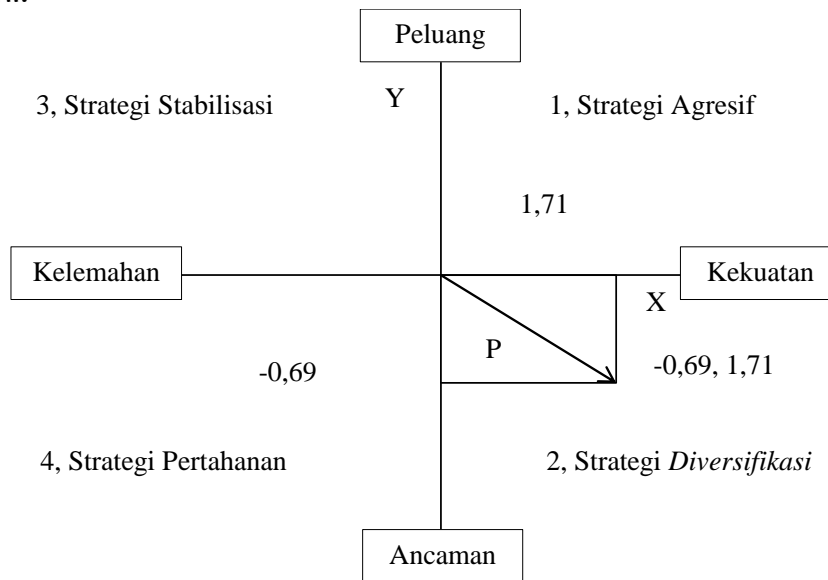 Peluang
3, Strategi Stabilisasi
Y
1, Strategi Agresif
1,71
Kelemahan
Kekuatan
X
P
-0,69
-0,69, 1,71
4, Strategi Pertahanan
2, Strategi Diversifikasi
Ancaman